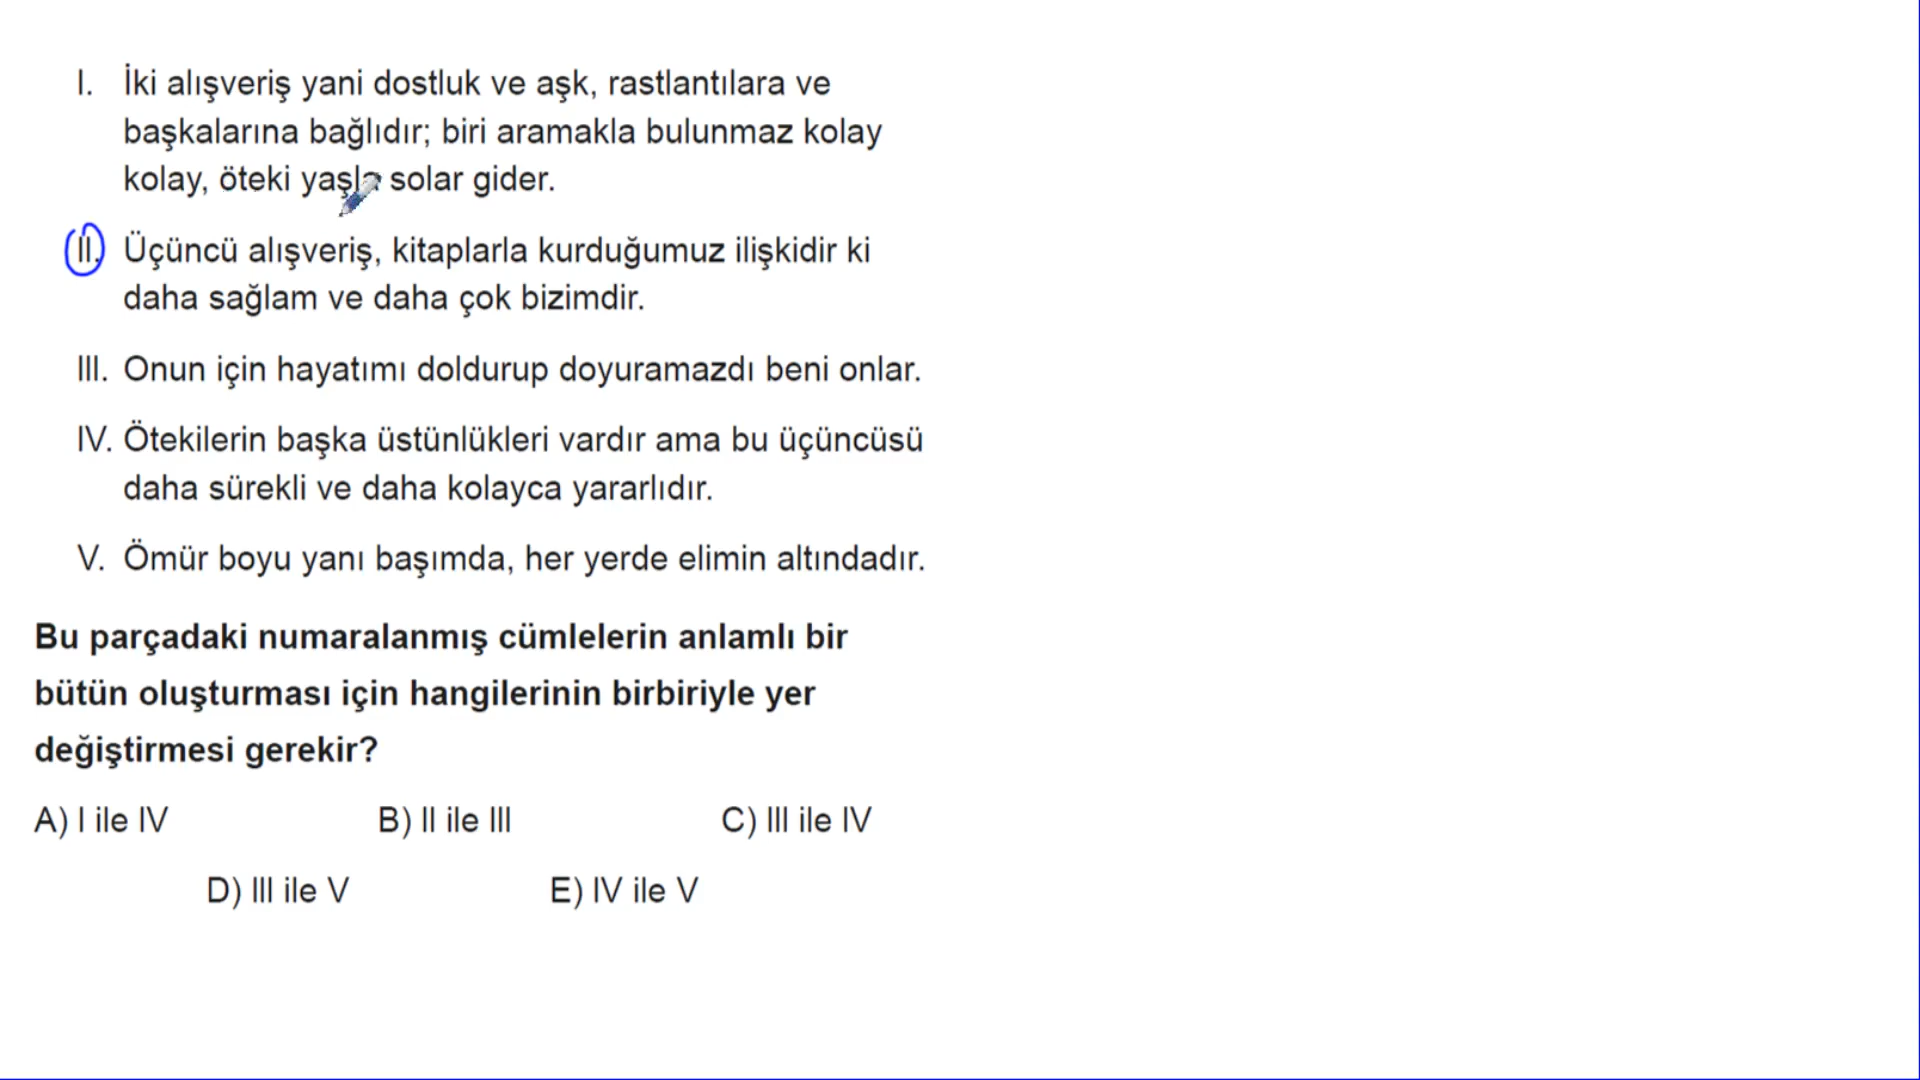 I. İki alışveriş yani dostluk ve aşk, rastlantılara ve
başkalarına bağlıdır; biri aramakla bulunmaz kolay
kolay, öteki yaşla solar gider.
II. Üçüncü alışveriş, kitaplarla kurduğumuz ilişkidir ki
daha sağlam ve daha çok bizimdir.
III. Onun için hayatımı doldurup doyuramazdı beni onlar.
IV. Ötekilerin başka üstünlükleri vardır ama bu üçüncüsü
daha sürekli ve daha kolayca yararlıdır.
V. Ömür boyu yanı başımda, her yerde elimin altındadır.
Bu parçadaki numaralanmış cümlelerin anlamlı bir
bütün oluşturması için hangilerinin birbiriyle yer
değiştirmesi gerekir?
A) I ile IV B) II ile III C) III ile IV
D) III ile V E) IV ile V